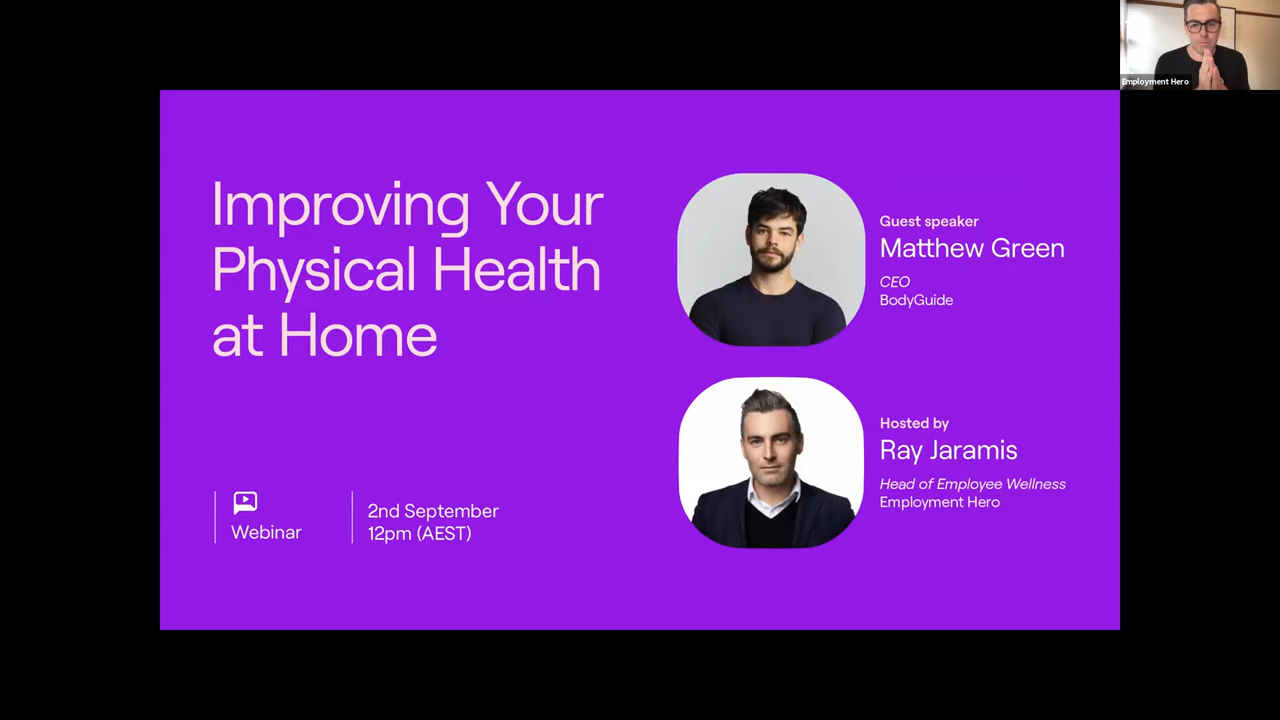 Employment Hero
Improving Your
Physical Health
at Home
Guest speaker
Matthew Green
CEO
BodyGuide
Hosted by
Ray Jaramis
Head of Employee Wellness
Employment Hero
Webinar
2nd September
12pm (AEST)